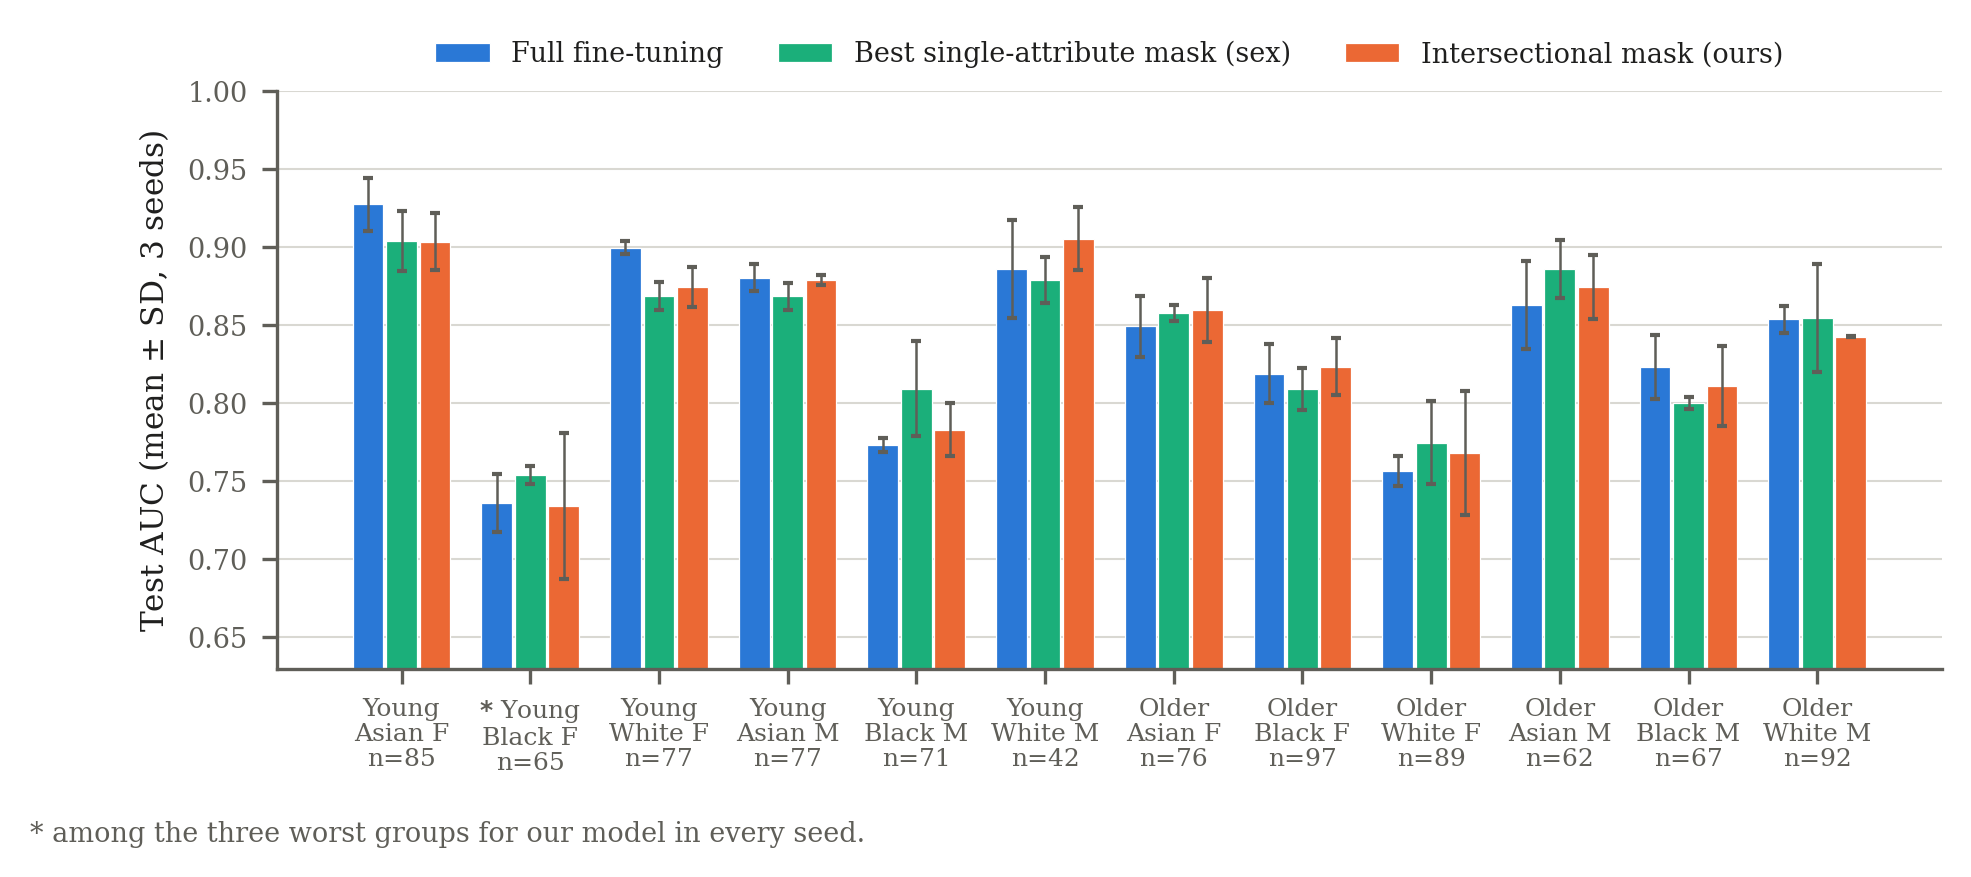 Full fine-tuning
Best single-attribute mask (sex)
Intersectional mask (ours)
Test AUC (mean ± SD, 3 seeds)
1.00
0.95
0.90
0.85
0.80
0.75
0.70
0.65
Young
Asian F
n=85
* Young
Black F
n=65
Young
White F
n=77
Young
Asian M
n=77
Young
Black M
n=71
Young
White M
n=42
Older
Asian F
n=76
Older
Black F
n=97
Older
White F
n=89
Older
Asian M
n=62
Older
Black M
n=67
Older
White M
n=92
* among the three worst groups for our model in every seed.